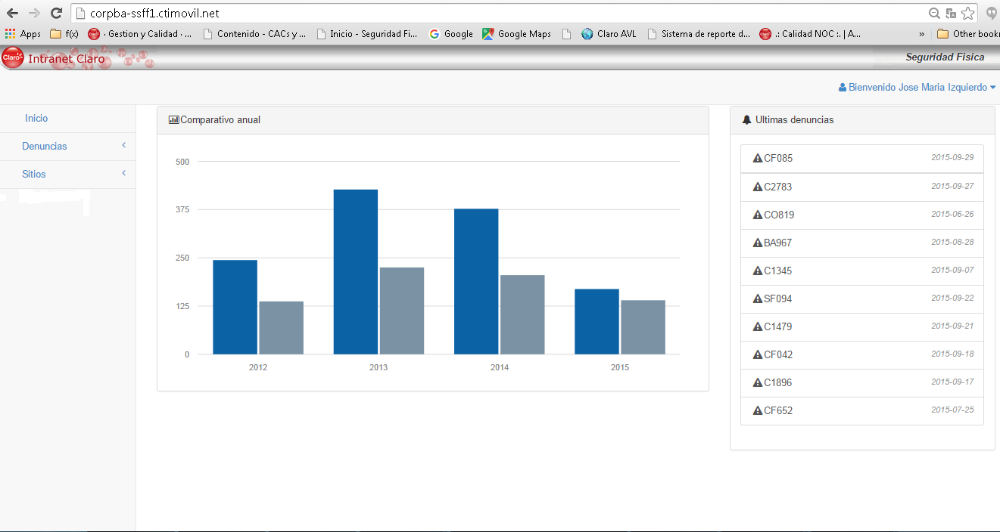 corpba-ssff1.ctimovil.net
Apps f(x) · Gestion y Calidad · ... Contenido - CACs y ... Inicio - Seguridad Fi... Google Google Maps Claro AVL Sistema de reporte d... .: Calidad NOC :. | A... » Other book
Claro Intranet Claro Seguridad Fisica
Bienvenido Jose Maria Izquierdo
Inicio
Denuncias
Sitios
Comparativo anual
500
375
250
125
0
2012 2013 2014 2015
Ultimas denuncias
CF085 2015-09-29
C2783 2015-09-27
CO819 2015-06-26
BA967 2015-08-28
C1345 2015-09-07
SF094 2015-09-22
C1479 2015-09-21
CF042 2015-09-18
C1896 2015-09-17
CF652 2015-07-25